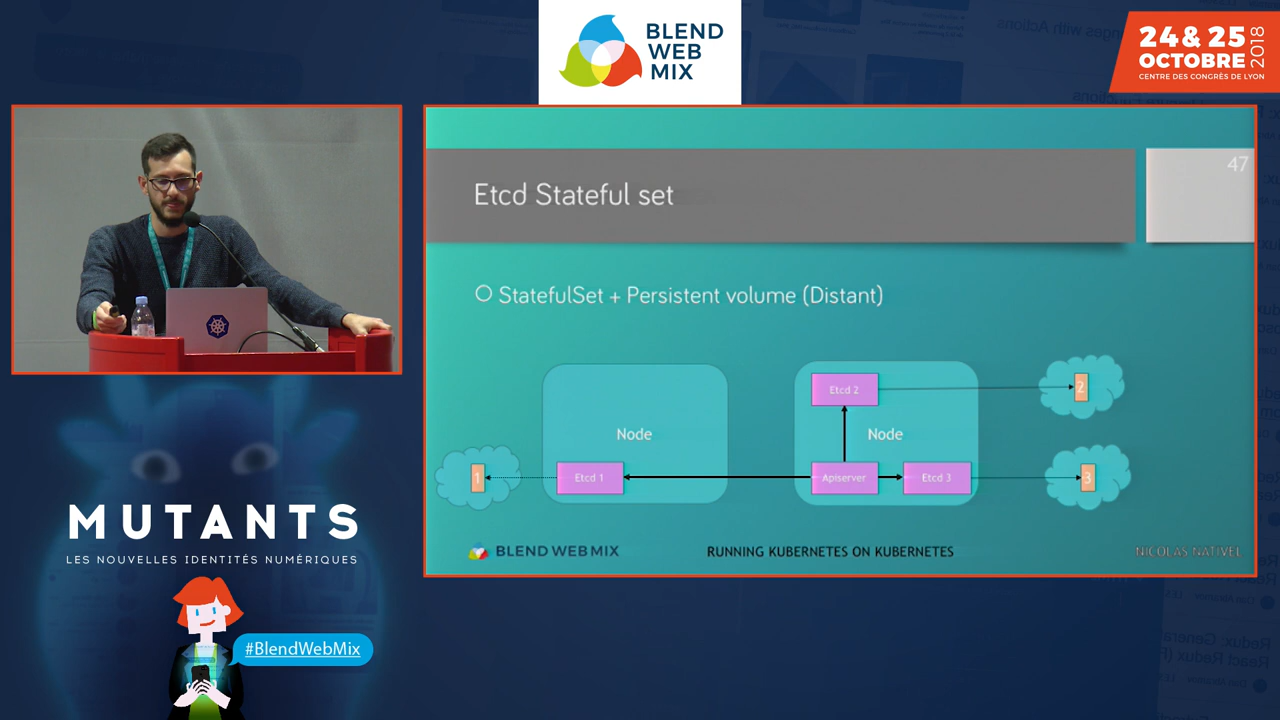 BLEND
WEB
MIX
24 & 25
OCTOBRE
2018
CENTRE DES CONGRÈS DE LYON
47
Etcd Stateful set
StatefulSet + Persistent volume (Distant)
Etcd 2
2
Node
Node
1
Etcd 1
Apiserver
Etcd 3
3
BLEND WEB MIX
RUNNING KUBERNETES ON KUBERNETES
NICOLAS NATIVEL
MUTANTS
LES NOUVELLES IDENTITÉS NUMÉRIQUES
#BlendWebMix